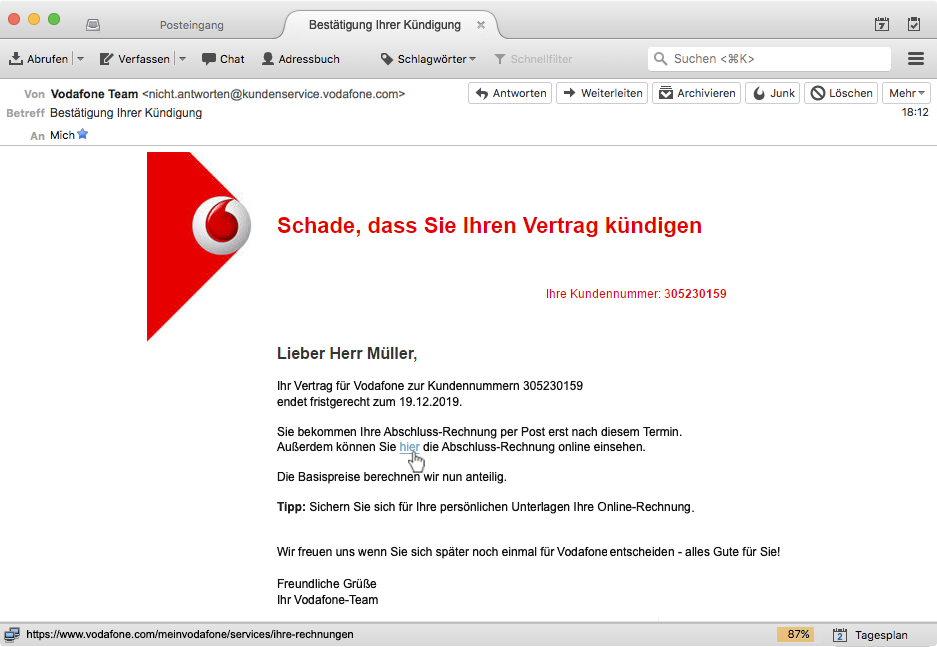 Posteingang
Bestätigung Ihrer Kündigung
7
Abrufen
Verfassen
Chat
Adressbuch
Schlagwörter
Schnellfilter
Suchen <⌘K>
Von Vodafone Team <nicht.antworten@kundenservice.vodafone.com>
Antworten
Weiterleiten
Archivieren
Junk
Löschen
Mehr
Betreff Bestätigung Ihrer Kündigung
18:12
An Mich
Schade, dass Sie Ihren Vertrag kündigen
Ihre Kundennummer: 305230159
Lieber Herr Müller,
Ihr Vertrag für Vodafone zur Kundennummern 305230159
endet fristgerecht zum 19.12.2019.
Sie bekommen Ihre Abschluss-Rechnung per Post erst nach diesem Termin.
Außerdem können Sie hier die Abschluss-Rechnung online einsehen.
Die Basispreise berechnen wir nun anteilig.
Tipp: Sichern Sie sich für Ihre persönlichen Unterlagen Ihre Online-Rechnung.
Wir freuen uns wenn Sie sich später noch einmal für Vodafone entscheiden - alles Gute für Sie!
Freundliche Grüße
Ihr Vodafone-Team
https://www.vodafone.com/meinvodafone/services/ihre-rechnungen
87%
2
Tagesplan